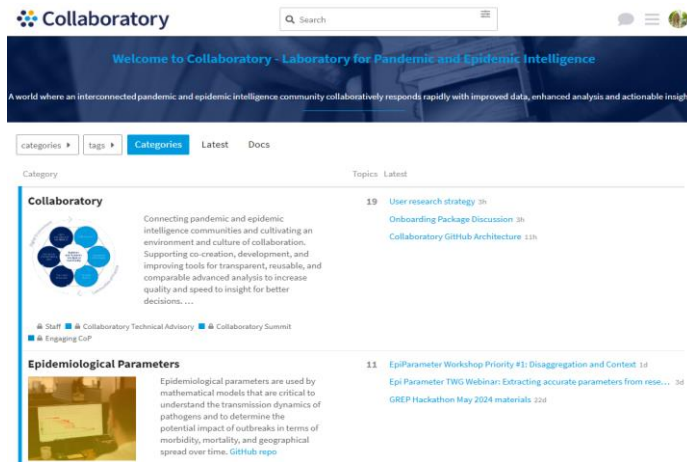 Collaboratory
Search
Welcome to Collaboratory - Laboratory for Pandemic and Epidemic Intelligence
A world where an interconnected pandemic and epidemic intelligence community collaboratively responds rapidly with improved data, enhanced analysis and actionable insigh
categories tags Categories Latest Docs
Category Topics Latest
Collaboratory
Connecting pandemic and epidemic
intelligence communities and cultivating an
environment and culture of collaboration.
Supporting co-creation, development, and
improving tools for transparent, reusable, and
comparable advanced analysis to increase
quality and speed to insight for better
decisions. ...
Staff Collaboratory Technical Advisory Collaboratory Summit
Engaging CoP
19 User research strategy 3h
Onboarding Package Discussion 3h
Collaboratory GitHub Architecture 11h
Epidemiological Parameters
Epidemiological parameters are used by
mathematical models that are critical to
understand the transmission dynamics of
pathogens and to determine the
potential impact of outbreaks in terms of
morbidity, mortality, and geographical
spread over time. GitHub repo
11 EpiParameter Workshop Priority #1: Disaggregation and Context 1d
Epi Parameter TWG Webinar: Extracting accurate parameters from rese... 3d
GREP Hackathon May 2024 materials 22d